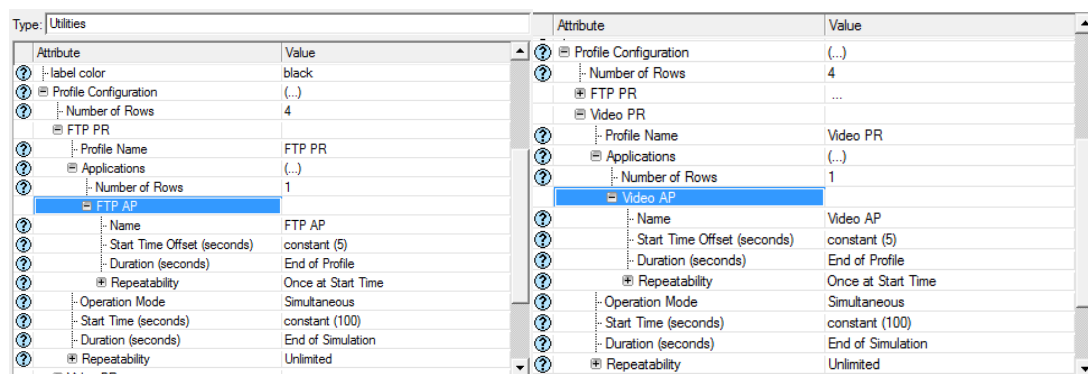 Type: Utilities
Attribute Value
label color black
Profile Configuration (...)
Number of Rows 4
FTP PR
Profile Name FTP PR
Applications (...)
Number of Rows 1
FTP AP
Name FTP AP
Start Time Offset (seconds) constant (5)
Duration (seconds) End of Profile
Repeatability Once at Start Time
Operation Mode Simultaneous
Start Time (seconds) constant (100)
Duration (seconds) End of Simulation
Repeatability Unlimited
Attribute Value
Profile Configuration (...)
Number of Rows 4
FTP PR ...
Video PR
Profile Name Video PR
Applications (...)
Number of Rows 1
Video AP
Name Video AP
Start Time Offset (seconds) constant (5)
Duration (seconds) End of Profile
Repeatability Once at Start Time
Operation Mode Simultaneous
Start Time (seconds) constant (100)
Duration (seconds) End of Simulation
Repeatability Unlimited